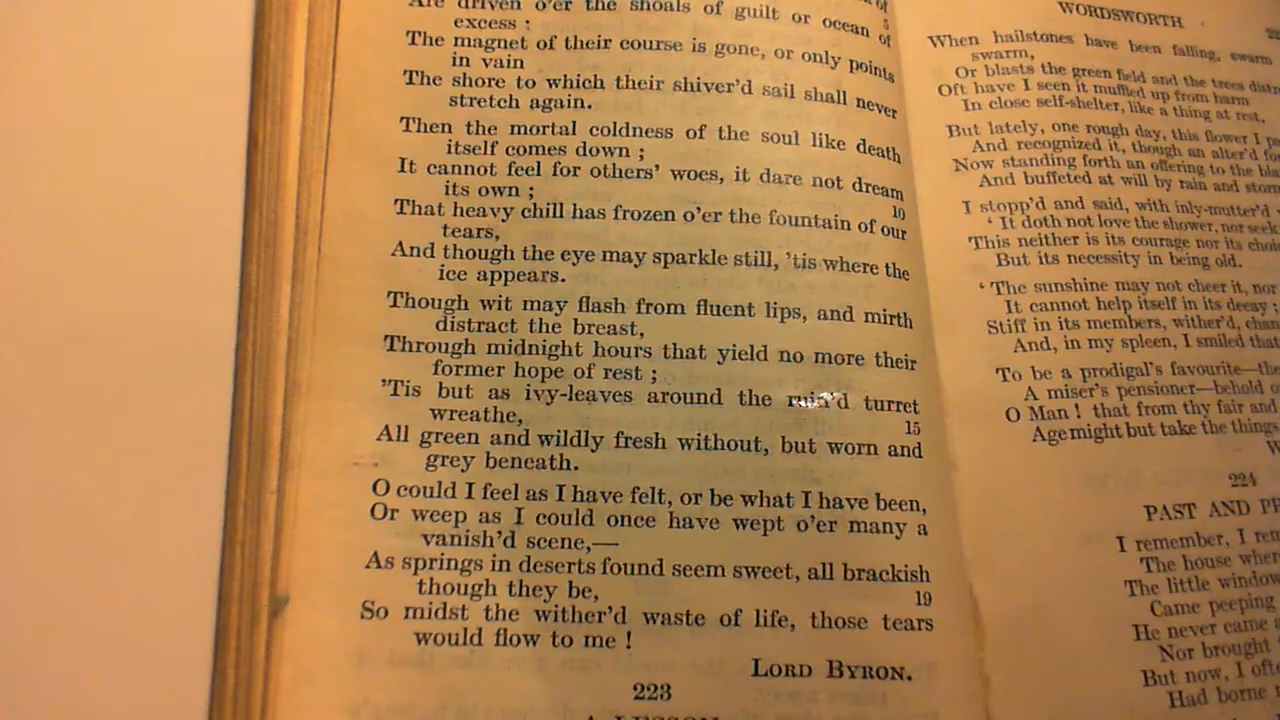 Are driven o'er the shoals of guilt or ocean of
excess : 5
The magnet of their course is gone, or only points
in vain
The shore to which their shiver'd sail shall never
stretch again.
Then the mortal coldness of the soul like death
itself comes down ;
It cannot feel for others' woes, it dare not dream
its own ; 10
That heavy chill has frozen o'er the fountain of our
tears,
And though the eye may sparkle still, 'tis where the
ice appears.
Though wit may flash from fluent lips, and mirth
distract the breast,
Through midnight hours that yield no more their
former hope of rest ;
'Tis but as ivy-leaves around the ruin'd turret
wreathe, 15
All green and wildly fresh without, but worn and
grey beneath.
O could I feel as I have felt, or be what I have been,
Or weep as I could once have wept o'er many a
vanish'd scene,—
As springs in deserts found seem sweet, all brackish
though they be, 19
So midst the wither'd waste of life, those tears
would flow to me !
LORD BYRON.
223
A LESSON
WORDSWORTH
When hailstones have been falling, swarm
swarm,
Or blasts the green field and the trees
Oft have I seen it muffled up from harm
In close self-shelter, like a thing at rest.
But lately, one rough day, this flower I
And recognized it, though an alter'd
Now standing forth an offering to the
And buffeted at will by rain and
I stopp'd and said, with inly-mutter'd
‘ It doth not love the shower, nor seek
This neither is its courage nor its
But its necessity in being old.
‘ The sunshine may not cheer it, nor
It cannot help itself in its decay ;
Stiff in its members, wither'd,
And, in my spleen, I smiled that
To be a prodigal's favourite—
A miser's pensioner—behold
O Man ! that from thy fair and
Age might but take the things
224
PAST AND
I remember, I
The house
The little window
Came peeping
He never came
Nor brought
But now, I
Had borne